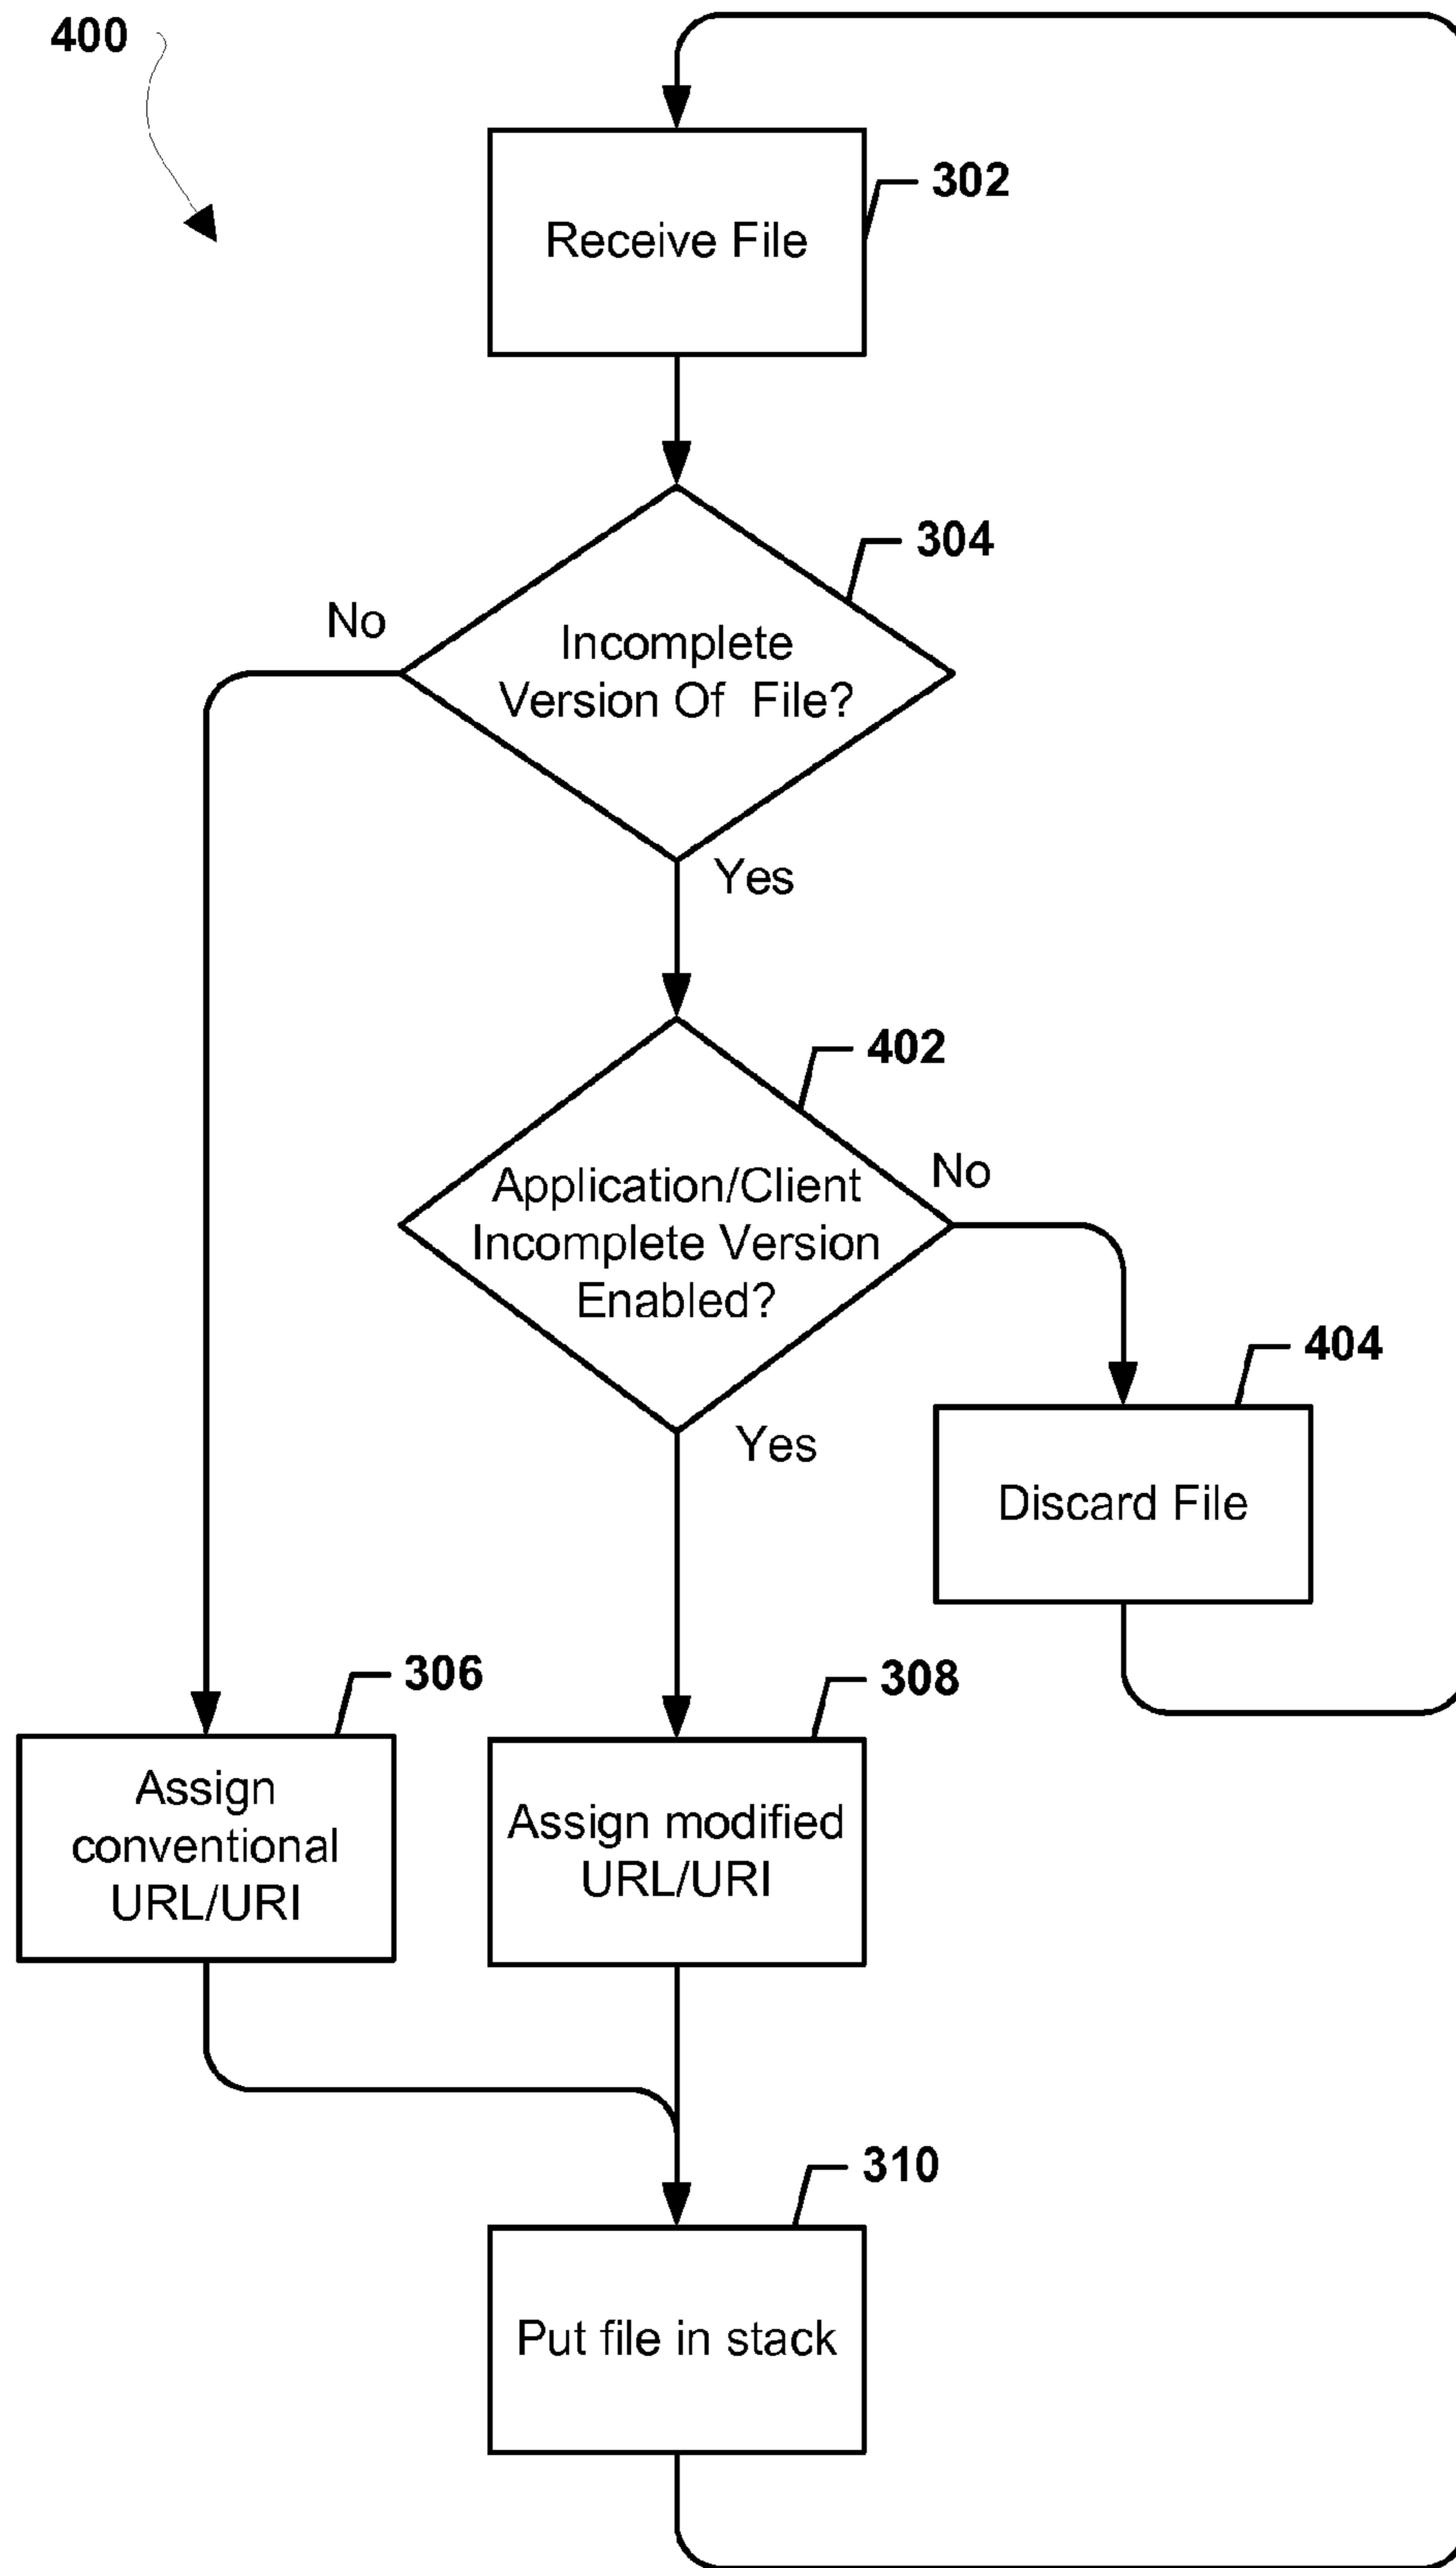 400
302
Receive File
304
No
Incomplete
Version Of File?
Yes
402
No
Application/Client
Incomplete Version
Enabled?
404
Yes
Discard File
306
308
Assign
conventional
URL/URI
Assign modified
URL/URI
310
Put file in stack